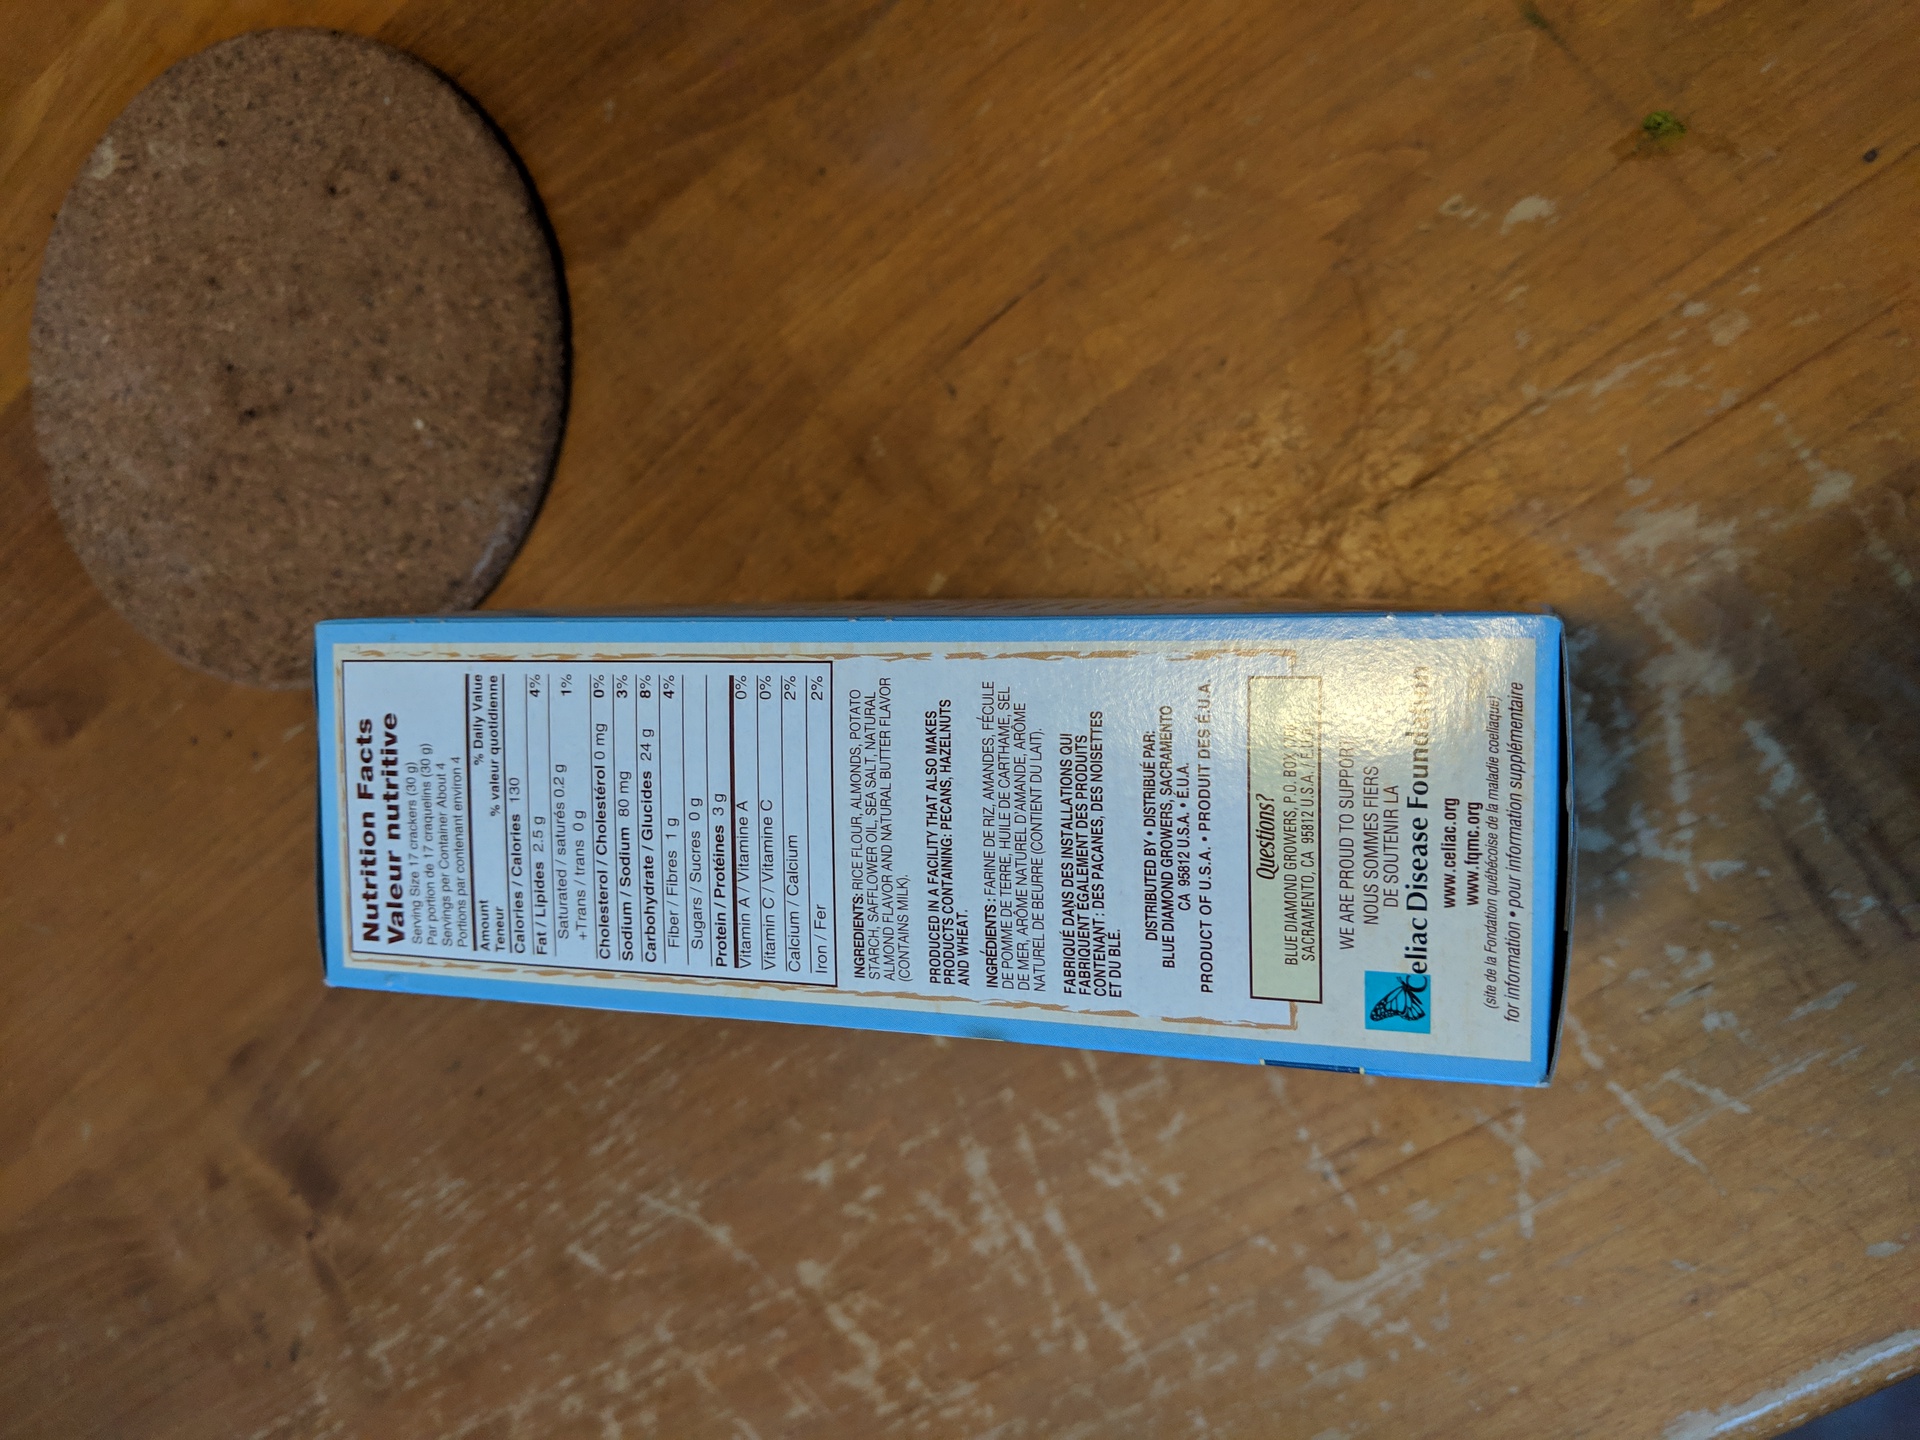 Nutrition Facts
Valeur nutritive
Serving Size 17 crackers (30 g)
Par portion de 17 craquelins (30 g)
Servings per Container About 4
Portions par contenant environ 4
Amount % Daily Value
Teneur % valeur quotidienne
Calories / Calories 130
Fat / Lipides 2.5 g 4%
Saturated / saturés 0.2 g 1%
+Trans / trans 0 g
Cholesterol / Cholestérol 0 mg 0%
Sodium / Sodium 80 mg 3%
Carbohydrate / Glucides 24 g 8%
Fiber / Fibres 1 g 4%
Sugars / Sucres 0 g
Protein / Protéines 3 g
Vitamin A / Vitamine A 0%
Vitamin C / Vitamine C 0%
Calcium / Calcium 2%
Iron / Fer 2%
INGREDIENTS: RICE FLOUR, ALMONDS, POTATO
STARCH, SAFFLOWER OIL, SEA SALT, NATURAL
ALMOND FLAVOR AND NATURAL BUTTER FLAVOR
(CONTAINS MILK).
PRODUCED IN A FACILITY THAT ALSO MAKES
PRODUCTS CONTAINING: PECANS, HAZELNUTS
AND WHEAT.
INGRÉDIENTS : FARINE DE RIZ, AMANDES, FÉCULE
DE POMME DE TERRE, HUILE DE CARTHAME, SEL
DE MER, ARÔME NATUREL D'AMANDE, ARÔME
NATUREL DE BEURRE (CONTIENT DU LAIT).
FABRIQUÉ DANS DES INSTALLATIONS QUI
FABRIQUENT ÉGALEMENT DES PRODUITS
CONTENANT : DES PACANES, DES NOISETTES
ET DU BLÉ.
DISTRIBUTED BY • DISTRIBUÉ PAR:
BLUE DIAMOND GROWERS, SACRAMENTO
CA 95812 U.S.A. • É.U.A.
PRODUCT OF U.S.A. • PRODUIT DES É.U.A.
Questions?
BLUE DIAMOND GROWERS, P.O. BOX
SACRAMENTO, CA 95812 U.S.A. / É.U.A.
WE ARE PROUD TO SUPPORT
NOUS SOMMES FIERS
DE SOUTENIR LA
Celiac Disease Foundation
www.celiac.org
www.fqmc.org
(site de la Fondation québécoise de la maladie coeliaque)
for information • pour information supplémentaire